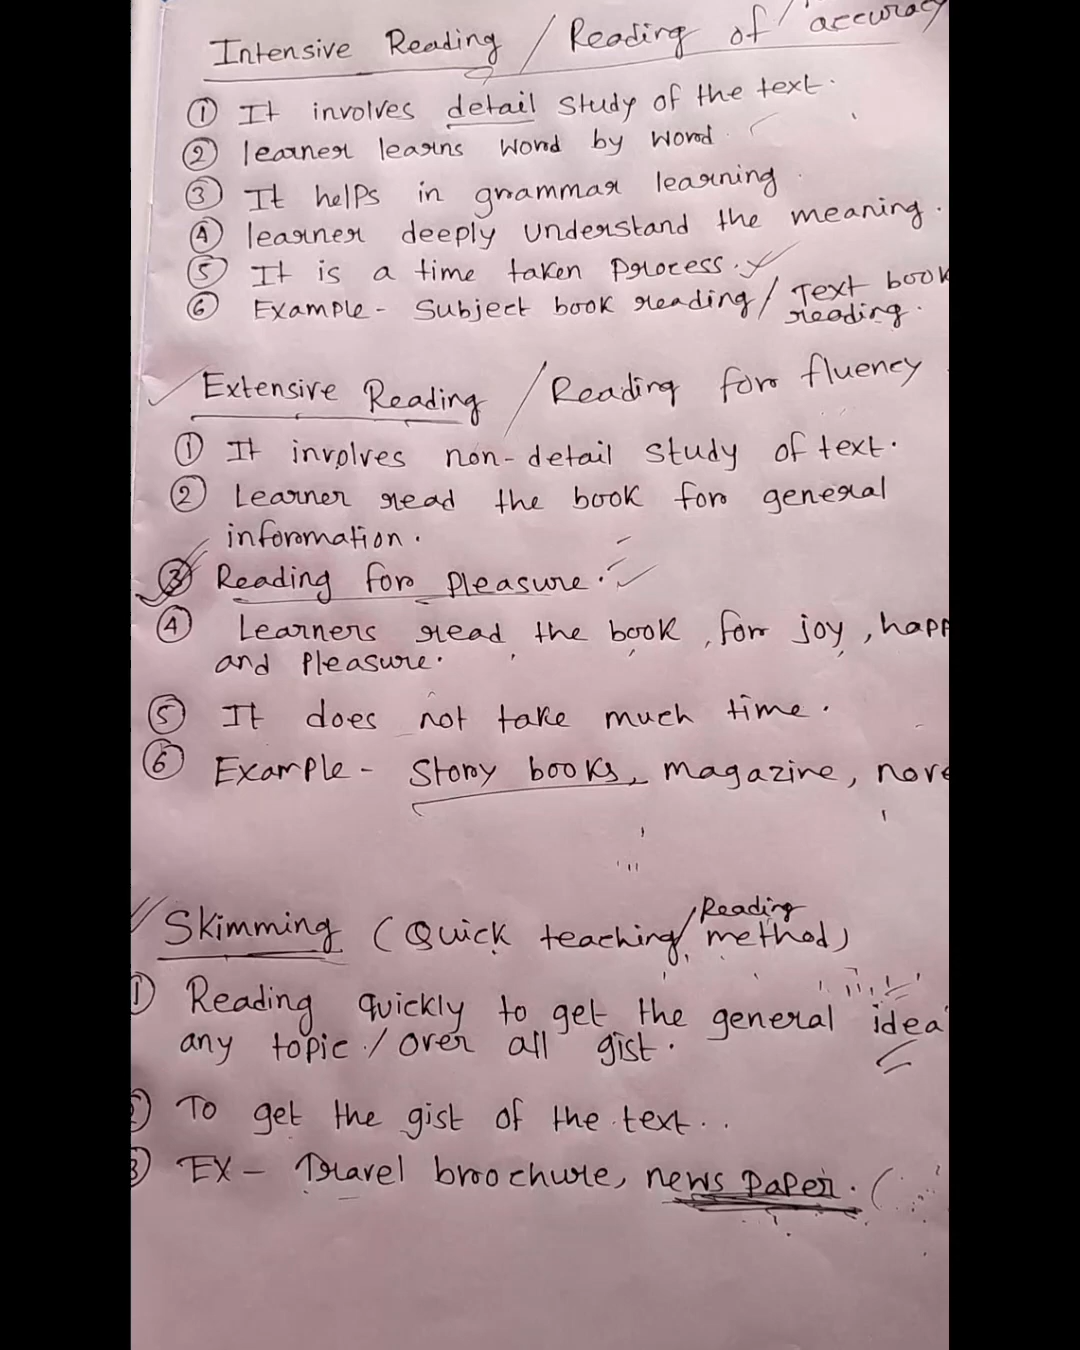 Intensive Reading / Reading of accuracy
① It involves detail study of the text.
② learner learns word by word
③ It helps in grammar learning.
④ learner deeply understand the meaning.
⑤ It is a time taken process.
⑥ Example - Subject book reading / Text book
reading.
Extensive Reading / Reading for fluency
① It involves non-detail study of text.
② Learner read the book for general
information.
③ Reading for pleasure.
④ Learners read the book, for joy, happ
and pleasure.
⑤ It does not take much time.
⑥ Example - Story books, magazine, nove
Skimming (Quick teaching / Reading method)
① Reading quickly to get the general idea
any topic / over all gist.
② To get the gist of the text..
③ EX - Travel broochure, news paper.